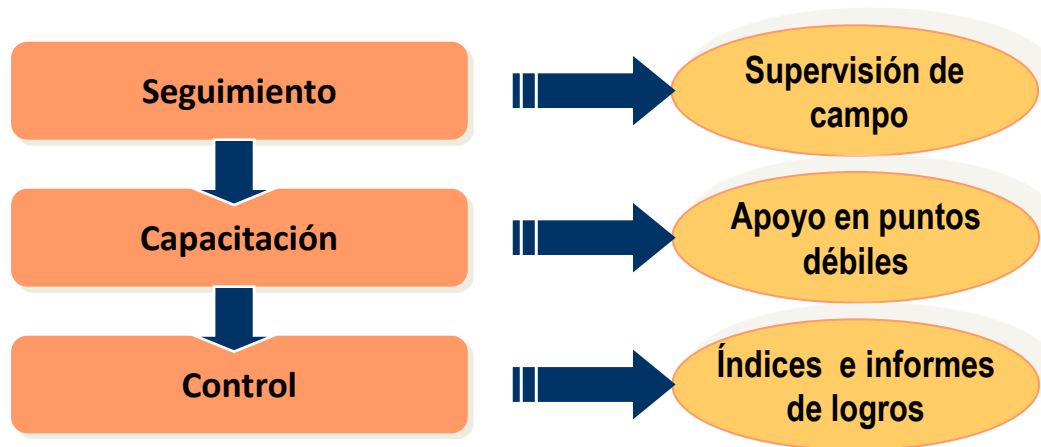 Seguimiento
Supervisión de
campo
Capacitación
Apoyo en puntos
débiles
Control
Índices e informes
de logros